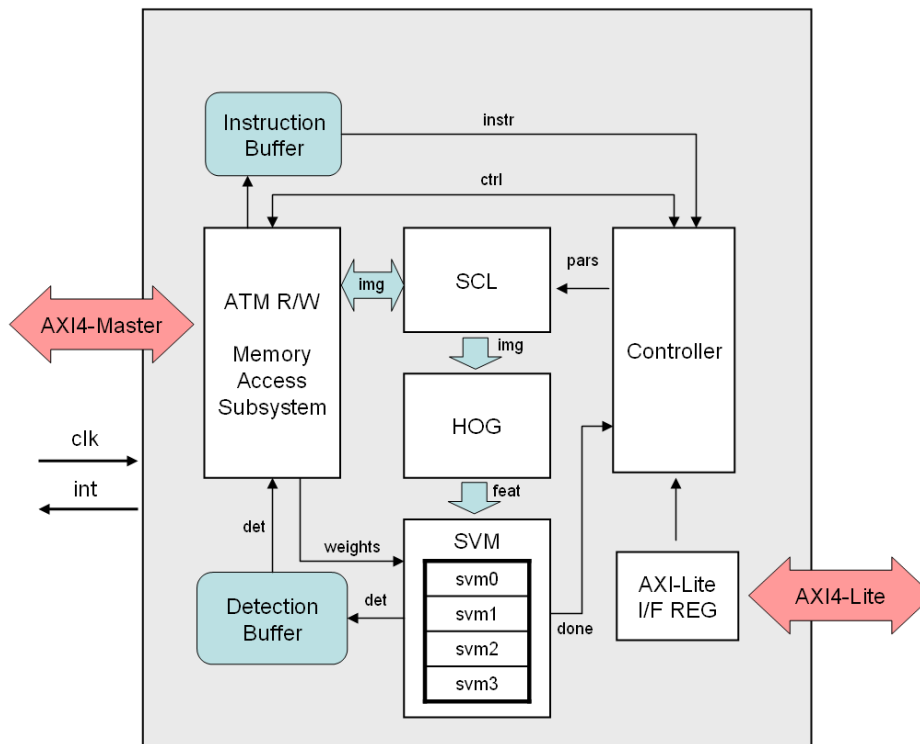 Instruction
Buffer
instr
ctrl
ATM R/W
Memory
Access
Subsystem
img
SCL
pars
Controller
AXI4-Master
img
HOG
clk
int
feat
det
weights
SVM
svm0
svm1
svm2
svm3
det
Detection
Buffer
done
AXI-Lite
I/F REG
AXI4-Lite